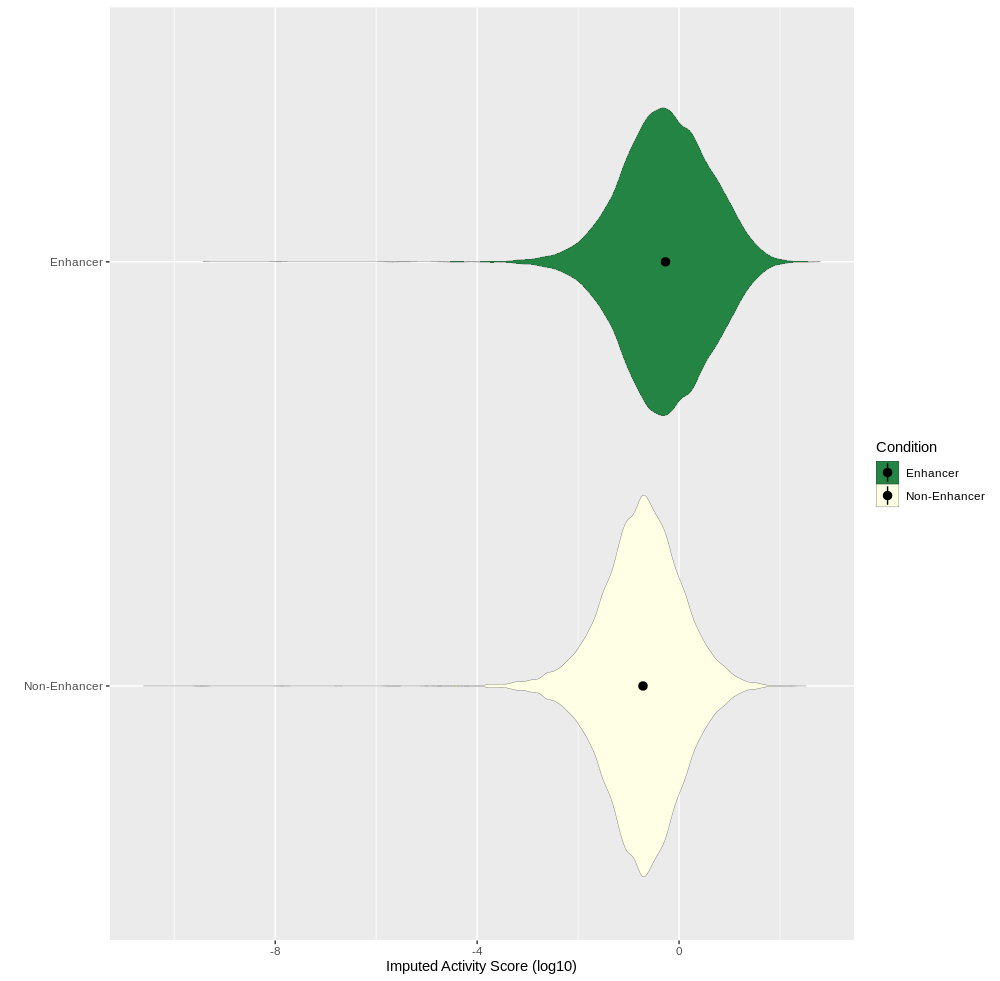 Enhancer
Non-Enhancer
-8
-4
0
Imputed Activity Score (log10)
Condition
Enhancer
Non-Enhancer